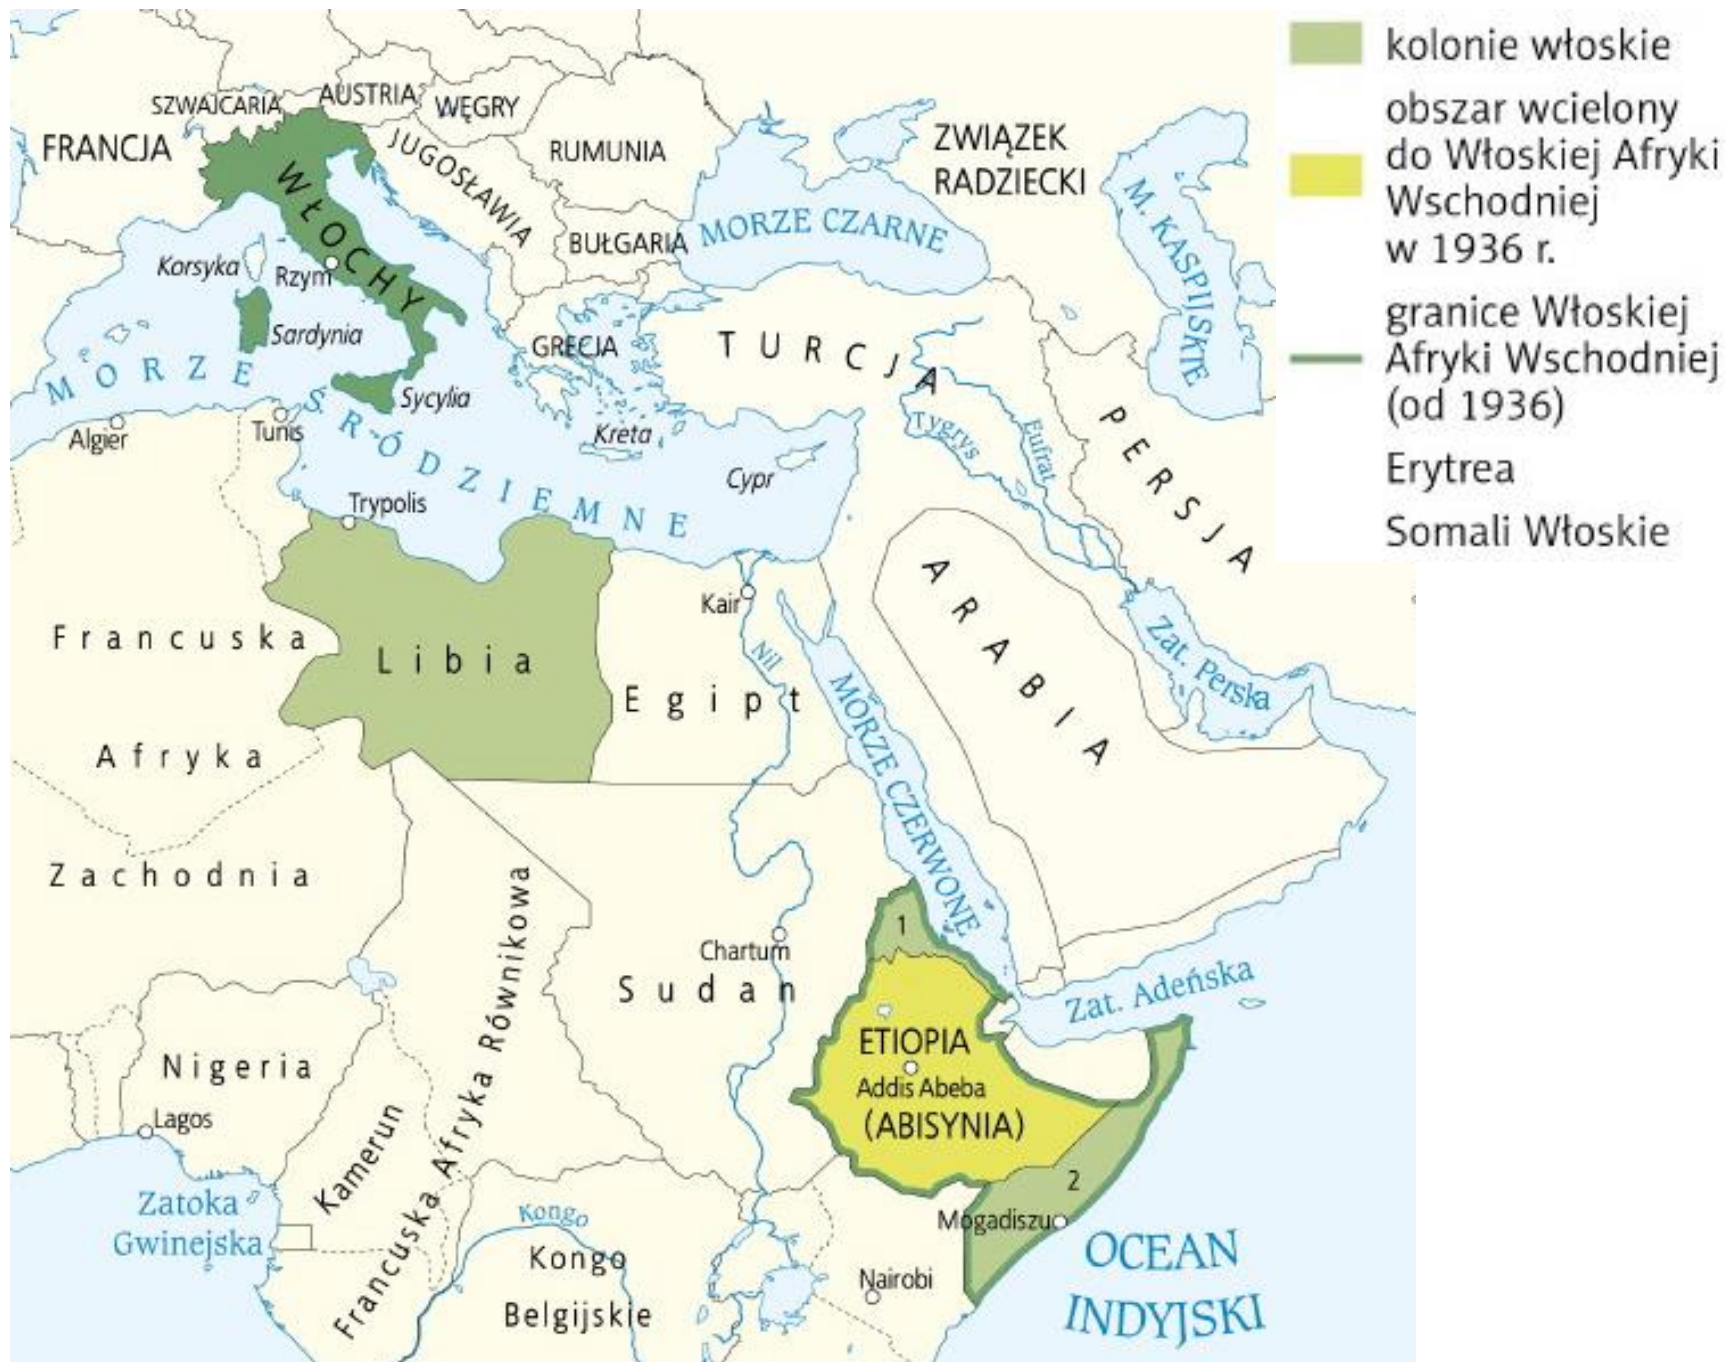 kolonie włoskie
obszar wcielony
do Włoskiej Afryki
Wschodniej
w 1936 r.
granice Włoskiej
Afryki Wschodniej
(od 1936)
Erytrea
Somali Włoskie
SZWAJCARIA
AUSTRIA
WĘGRY
FRANCJA
JUGOSŁAWIA
RUMUNIA
ZWIĄZEK
RADZIECKI
WŁOCHY
BUŁGARIA
MORZE CZARNE
M. KASPIJSKIE
Korsyka
Rzym
Sardynia
GRECJA
TURCJA
MORZE ŚRÓDZIEMNE
Sycylia
Algier
Tunis
Kreta
Cypr
Tygrys
Eufrat
PERSJA
Trypolis
ARABIA
Kair
Nil
Zat. Perska
Francuska
Afryka
Zachodnia
Libia
Egipt
MORZE CZERWONE
Francuska Afryka Równikowa
1
Chartum
Sudan
Zat. Adeńska
ETIOPIA
Addis Abeba
(ABISYNIA)
Nigeria
Lagos
Kamerun
2
Zatoka
Gwinejska
Kongo
Kongo
Belgijskie
Mogadiszu
Nairobi
OCEAN
INDYJSKI